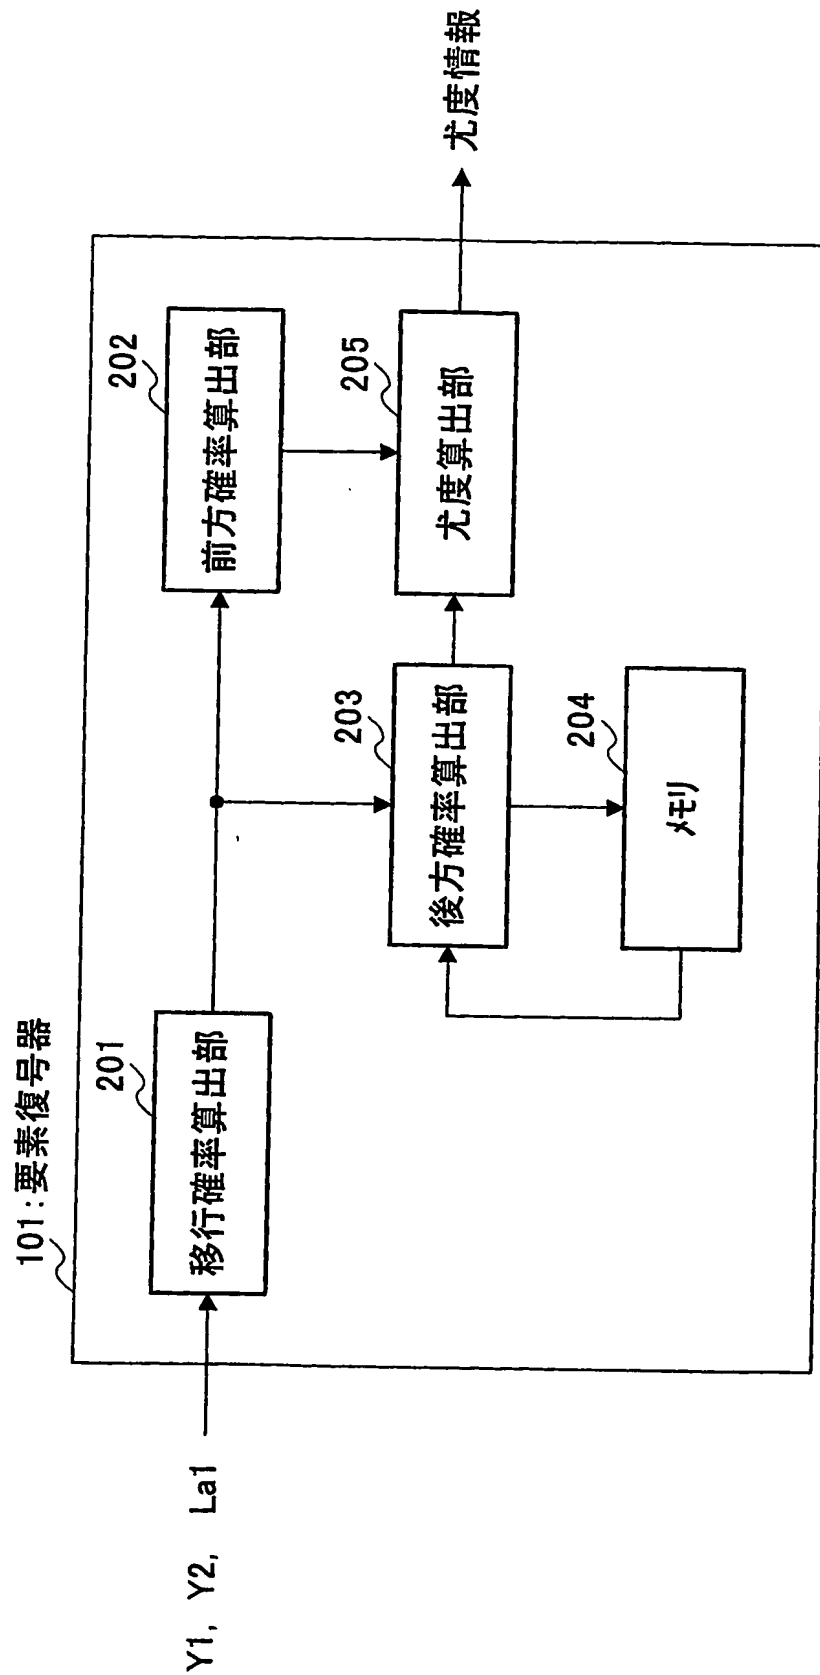 101:要素復号器
Y1, Y2, La1
201
移行確率算出部
202
前方確率算出部
203
後方確率算出部
204
メモリ
205
尤度算出部
尤度情報